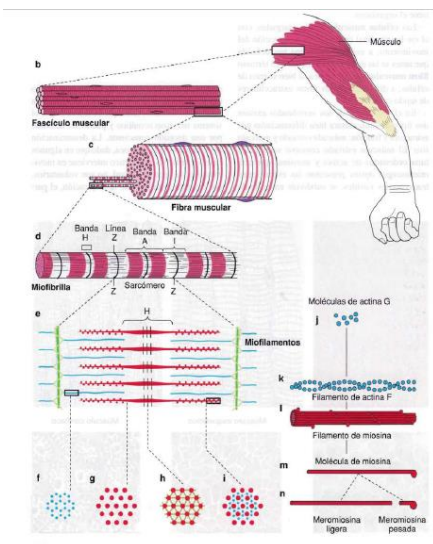 Músculo
b
Fascículo muscular
c
Fibra muscular
d
Banda H
Línea Z
Banda A
Banda I
Miofibrilla
Z
Sarcómero
Z
e
H
Miofilamentos
Moléculas de actina G
j
k
Filamento de actina F
l
Filamento de miosina
m
Molécula de miosina
n
Meromiosina ligera
Meromiosina pesada
f
g
h
i